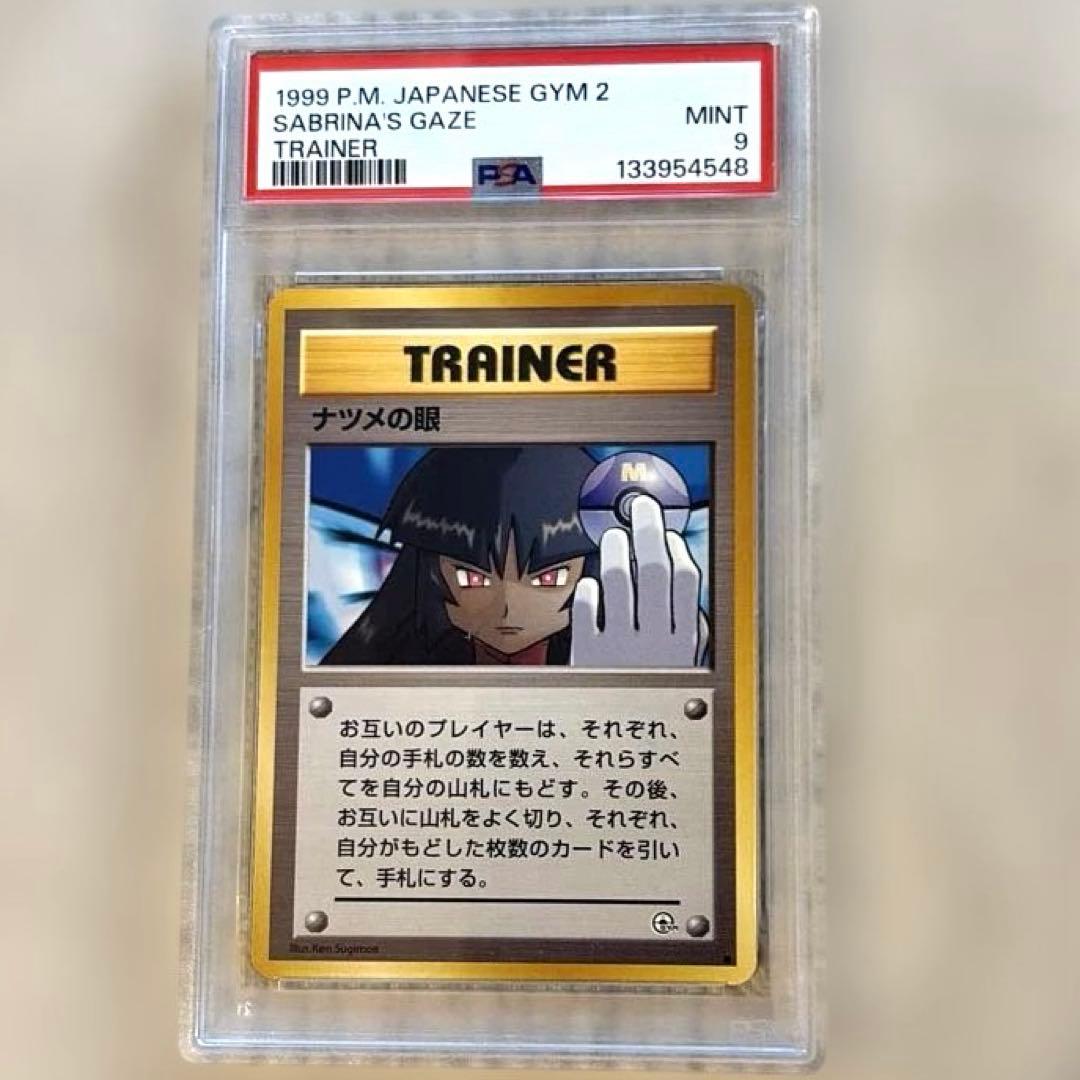 1999 P.M. JAPANESE GYM 2
SABRINA'S GAZE
MINT
TRAINER
9
PSA
133954548
TRAINER
ナツメの眼
M
お互いのプレイヤーは、それぞれ、
自分の手札の数を数え、それらすべ
てを自分の山札にもどす。その後、
お互いに山札をよく切り、それぞれ、
自分がもどした枚数のカードを引い
て、手札にする。
Illus. Ken Sugimori